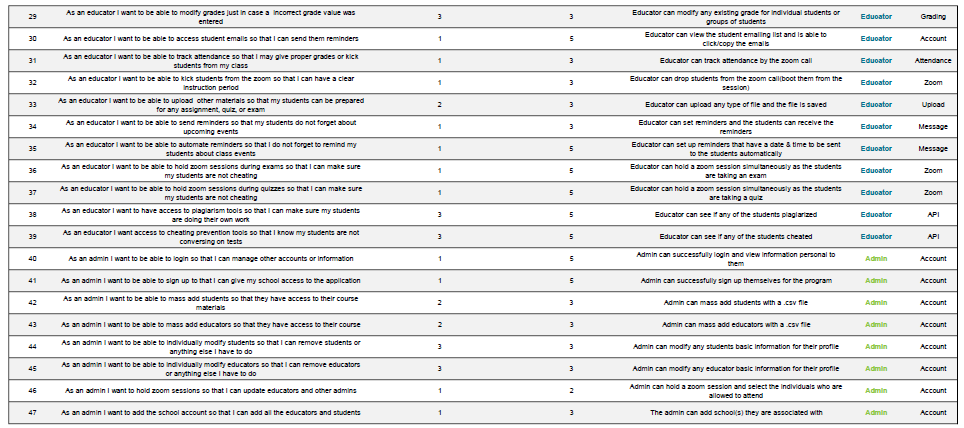 29 As an educator I want to be able to modify grades just in case a incorrect grade value was entered 3 3 Educator can modify any existing grade for individual students or groups of students Educator Grading
30 As an educator I want to be able to access student emails so that I can send them reminders 1 5 Educator can view the student emailing list and is able to click/copy the emails Educator Account
31 As an educator I want to be able to track attendance so that I may give proper grades or kick students from my class 1 3 Educator can track attendance by the zoom call Educator Attendance
32 As an educator I want to be able to kick students from the zoom so that I can have a clear instruction period 1 3 Educator can drop students from the zoom call(boot them from the session) Educator Zoom
33 As an educator I want to be able to upload other materials so that my students can be prepared for any assignment, quiz, or exam 2 3 Educator can upload any type of file and the file is saved Educator Upload
34 As an educator I want to be able to send reminders so that my students do not forget about upcoming events 1 3 Educator can set reminders and the students can receive the reminders Educator Message
35 As an educator I want to be able to automate reminders so that I do not forget to remind my students about class events 1 5 Educator can set up reminders that have a date & time to be sent to the students automatically Educator Message
36 As an educator I want to be able to hold zoom sessions during exams so that I can make sure my students are not cheating 1 5 Educator can hold a zoom session simultaneously as the students are taking an exam Educator Zoom
37 As an educator I want to be able to hold zoom sessions during quizzes so that I can make sure my students are not cheating 1 5 Educator can hold a zoom session simultaneously as the students are taking a quiz Educator Zoom
38 As an educator I want to have access to plagiarism tools so that I can make sure my students are doing their own work 3 5 Educator can see if any of the students plagiarized Educator API
39 As an educator I want access to cheating prevention tools so that I know my students are not conversing on tests 3 5 Educator can see if any of the students cheated Educator API
40 As an admin I want to be able to login so that I can manage other accounts or information 1 5 Admin can successfully login and view information personal to them Admin Account
41 As an admin I want to be able to sign up to that I can give my school access to the application 1 5 Admin can successfully sign up themselves for the program Admin Account
42 As an admin I want to be able to mass add students so that they have access to their course materials 2 3 Admin can mass add students with a .csv file Admin Account
43 As an admin I want to be able to mass add educators so that they have access to their course 2 3 Admin can mass add educators with a .csv file Admin Account
44 As an admin I want to be able to individually modify students so that I can remove students or anything else I have to do 3 3 Admin can modify any students basic information for their profile Admin Account
45 As an admin I want to be able to individually modify educators so that I can remove educators or anything else I have to do 3 3 Admin can modify any educator basic information for their profile Admin Account
46 As an admin I want to hold zoom sessions so that I can update educators and other admins 1 2 Admin can hold a zoom session and select the individuals who are allowed to attend Admin Account
47 As an admin I want to add the school account so that I can add all the educators and students 1 3 The admin can add school(s) they are associated with Admin Account